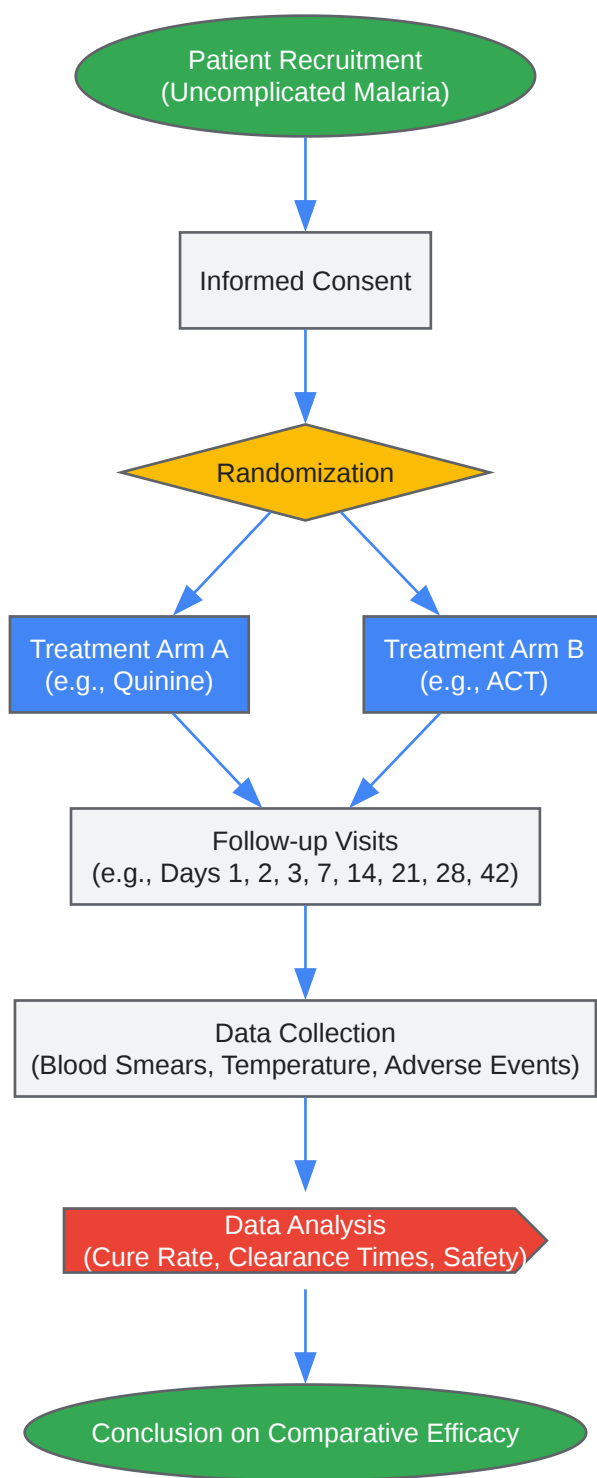 Patient Recruitment
(Uncomplicated Malaria)
Informed Consent
Randomization
Treatment Arm A
(e.g., Quinine)
Treatment Arm B
(e.g., ACT)
Follow-up Visits
(e.g., Days 1, 2, 3, 7, 14, 21, 28, 42)
Data Collection
(Blood Smears, Temperature, Adverse Events)
Data Analysis
(Cure Rate, Clearance Times, Safety)
Conclusion on Comparative Efficacy